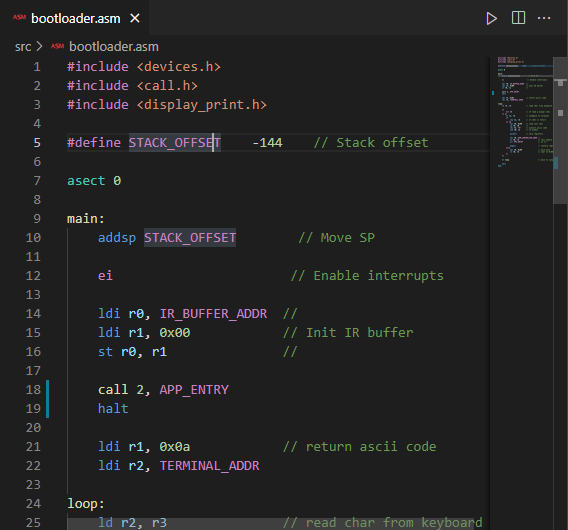 ASM bootloader.asm
src > ASM bootloader.asm
1 #include <devices.h>
2 #include <call.h>
3 #include <display_print.h>
4
5 #define STACK_OFFSET    -144    // Stack offset
6
7 asect 0
8
9 main:
10     addsp STACK_OFFSET        // Move SP
11
12     ei                       // Enable interrupts
13
14     ldi r0, IR_BUFFER_ADDR  //
15     ldi r1, 0x00            // Init IR buffer
16     st r0, r1               //
17
18     call 2, APP_ENTRY
19     halt
20
21     ldi r1, 0x0a            // return ascii code
22     ldi r2, TERMINAL_ADDR
23
24 loop:
25     ld r2, r3               // read char from keyboard